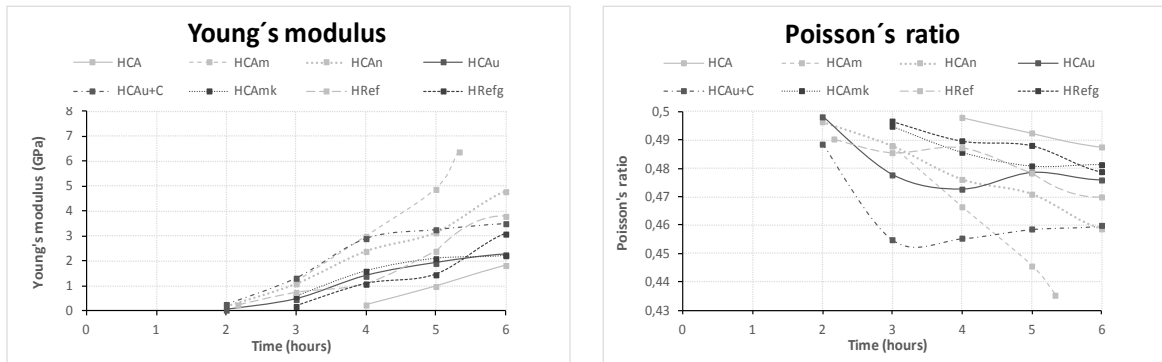 Young´s modulus
HCA HCAm HCAn HCAu
HCAu+C HCAmk HRef HRefg
8
7
6
5
4
3
2
1
0
Young's modulus (GPa)
0 1 2 3 4 5 6
Time (hours)
Poisson´s ratio
HCA HCAm HCAn HCAu
HCAu+C HCAmk HRef HRefg
0,5
0,49
0,48
0,47
0,46
0,45
0,44
0,43
Poisson's ratio
0 1 2 3 4 5 6
Time (hours)